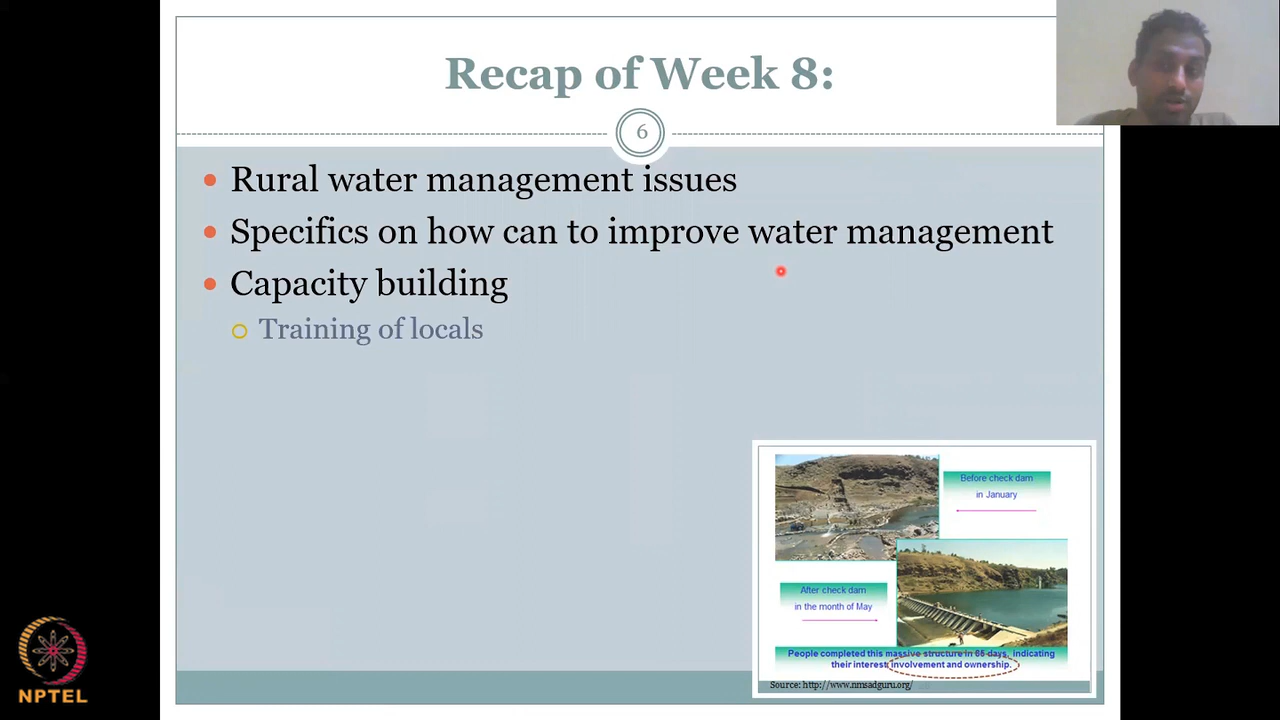 Recap of Week 8:
6
Rural water management issues
Specifics on how can to improve water management
Capacity building
Training of locals
Before check dam
in January
After check dam
in the month of May
People completed this massive structure in 65 days, indicating
their interest involvement and ownership.
Source: http://www.nmsadguru.org/
NPTEL